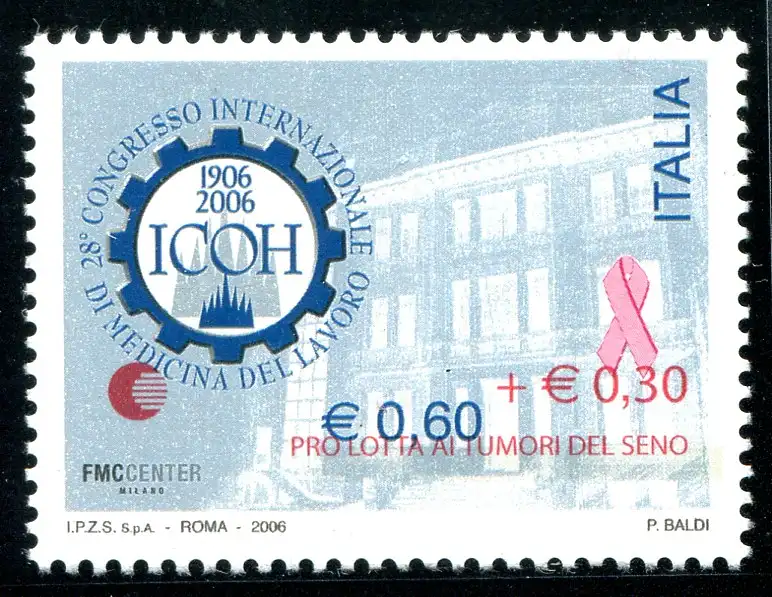 28° CONGRESSO INTERNAZIONALE
DI MEDICINA DEL LAVORO
1906
2006
ICOH
ITALIA
+ € 0,30
€ 0,60
PRO LOTTA AI TUMORI DEL SENO
FMCCENTER
MILANO
I.P.Z.S. S.p.A. - ROMA - 2006
P. BALDI